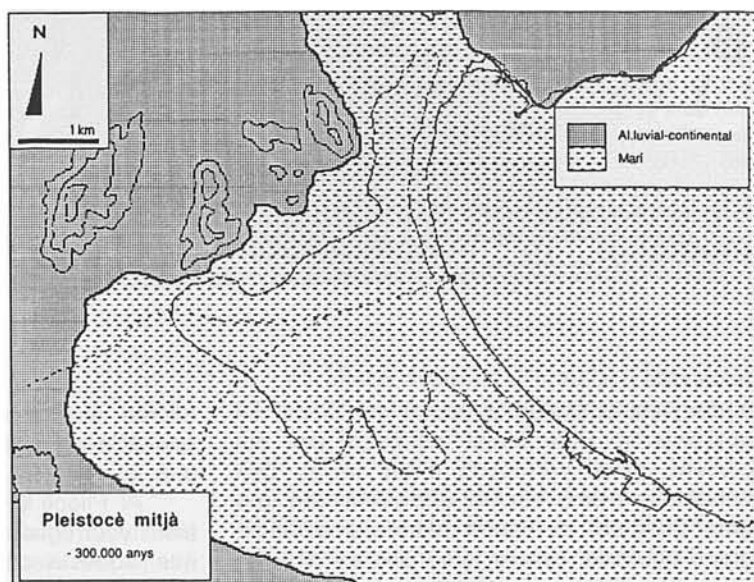 N
1 km
Al.luvial-continental
Marí
Pleistocè mitjà
- 300.000 anys